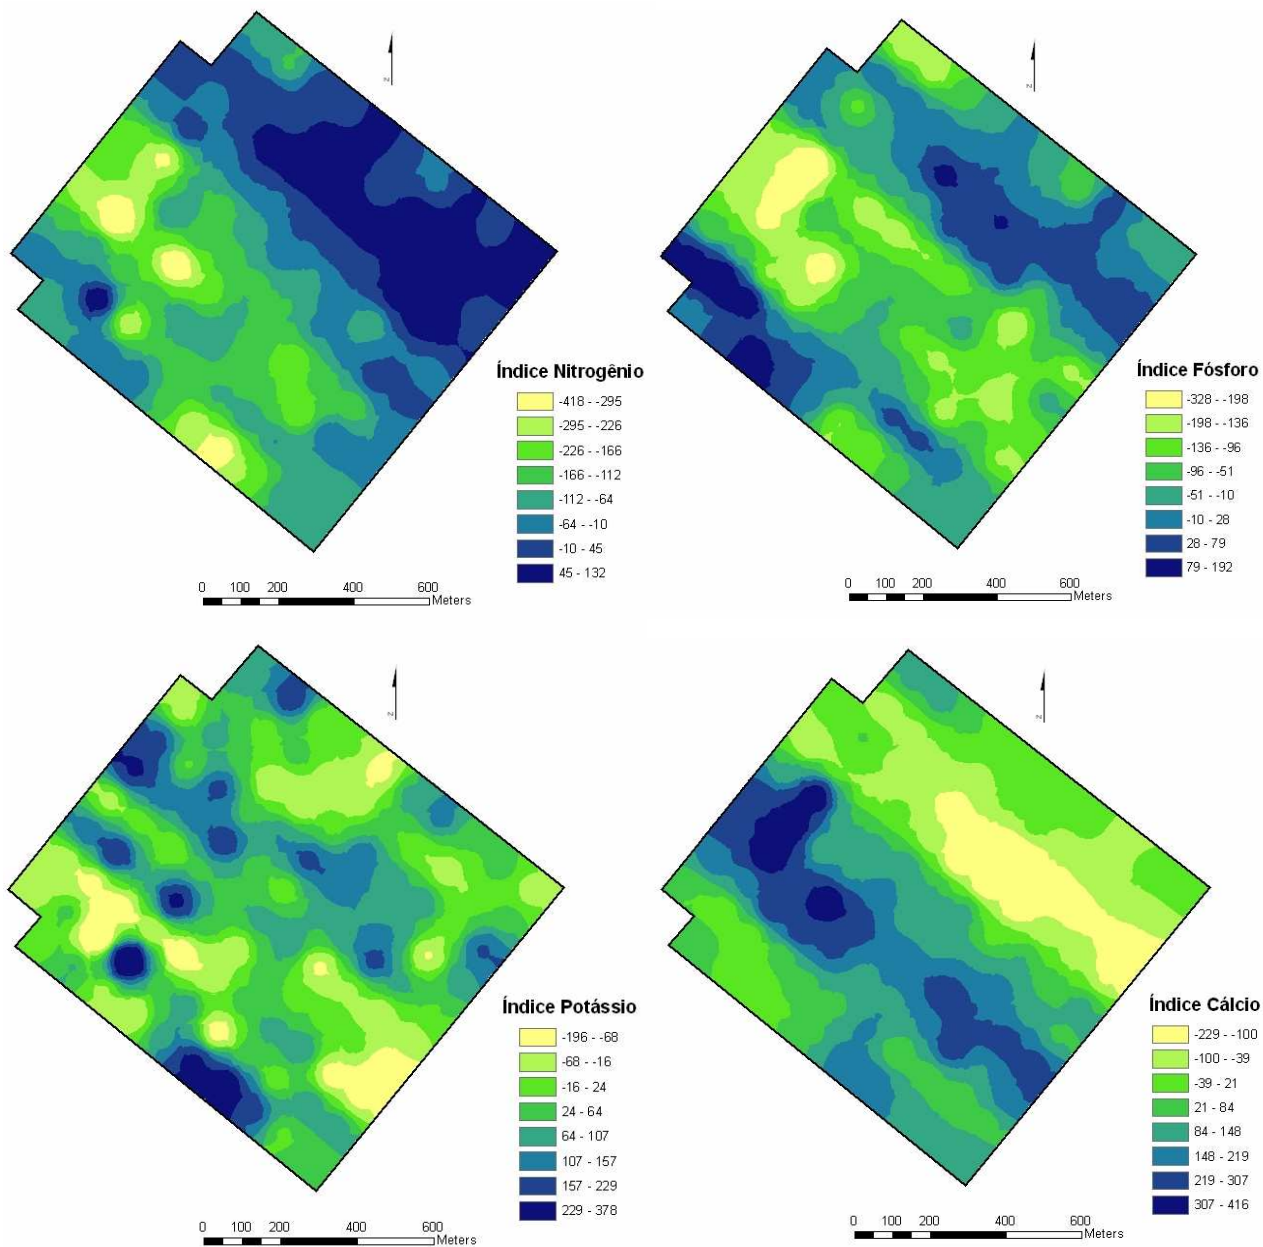 N
Índice Nitrogênio
-418 - -295
-295 - -226
-226 - -166
-166 - -112
-112 - -64
-64 - -10
-10 - 45
45 - 132
0 100 200 400 600
Meters
N
Índice Fósforo
-328 - -198
-198 - -136
-136 - -96
-96 - -51
-51 - -10
-10 - 28
28 - 79
79 - 192
0 100 200 400 600
Meters
N
Índice Potássio
-196 - -68
-68 - -16
-16 - 24
24 - 64
64 - 107
107 - 157
157 - 229
229 - 378
0 100 200 400 600
Meters
N
Índice Cálcio
-229 - -100
-100 - -39
-39 - 21
21 - 84
84 - 148
148 - 219
219 - 307
307 - 416
0 100 200 400 600
Meters